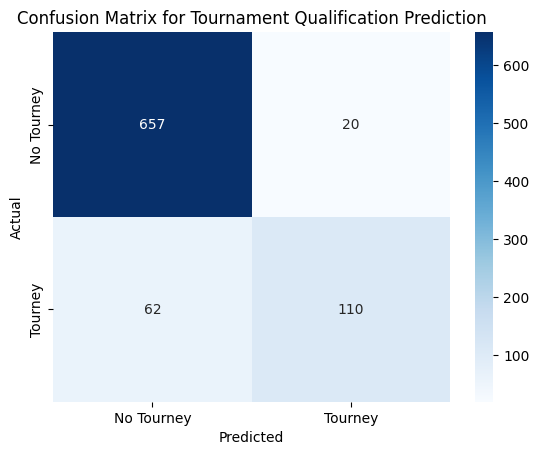 Confusion Matrix for Tournament Qualification Prediction
Actual
No Tourney
Tourney
657
20
62
110
No Tourney
Tourney
Predicted
600
500
400
300
200
100